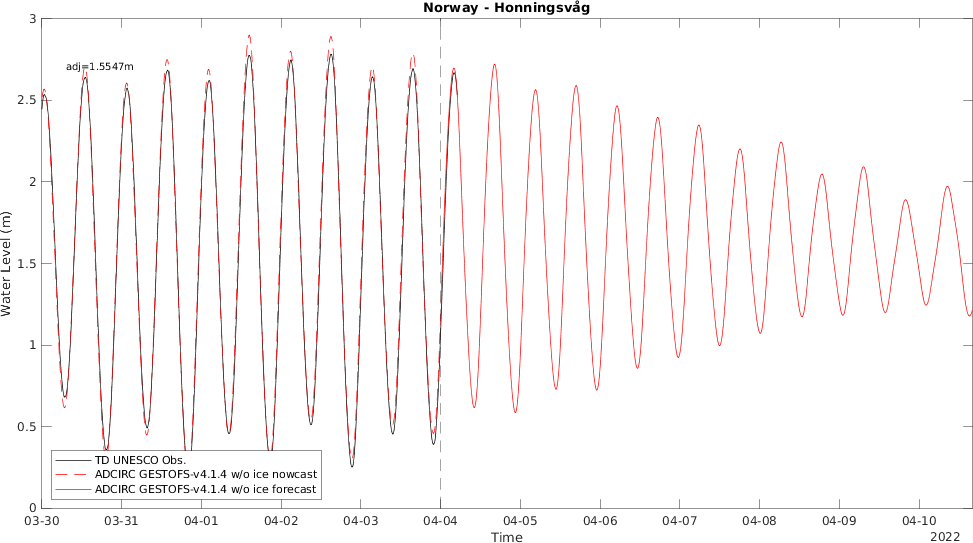 Norway - Honningsvåg
adj=1.5547m
3
2.5
2
1.5
1
0.5
0
Water Level (m)
TD UNESCO Obs.
ADCIRC GESTOFS-v4.1.4 w/o ice nowcast
ADCIRC GESTOFS-v4.1.4 w/o ice forecast
03-30 03-31 04-01 04-02 04-03 04-04 04-05 04-06 04-07 04-08 04-09 04-10
Time
2022